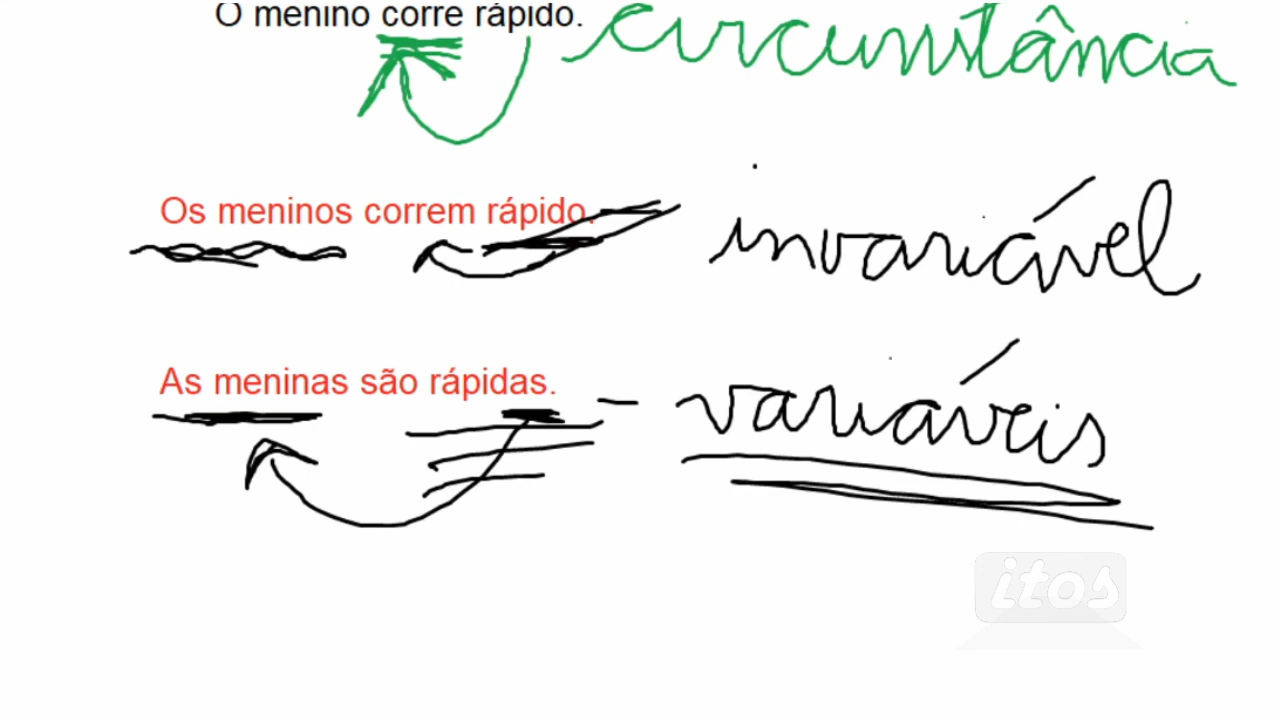 O menino corre rápido. circunstância
Os meninos correm rápido. invariável
As meninas são rápidas. - variáveis
itos